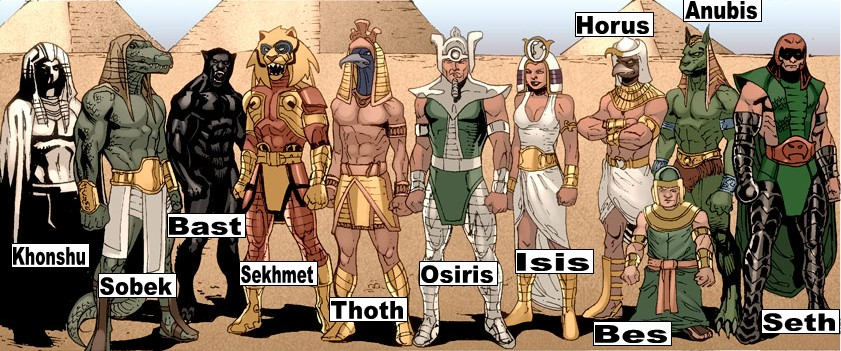 Khonshu
Sobek
Bast
Sekhmet
Thoth
Osiris
Isis
Horus
Bes
Anubis
Seth